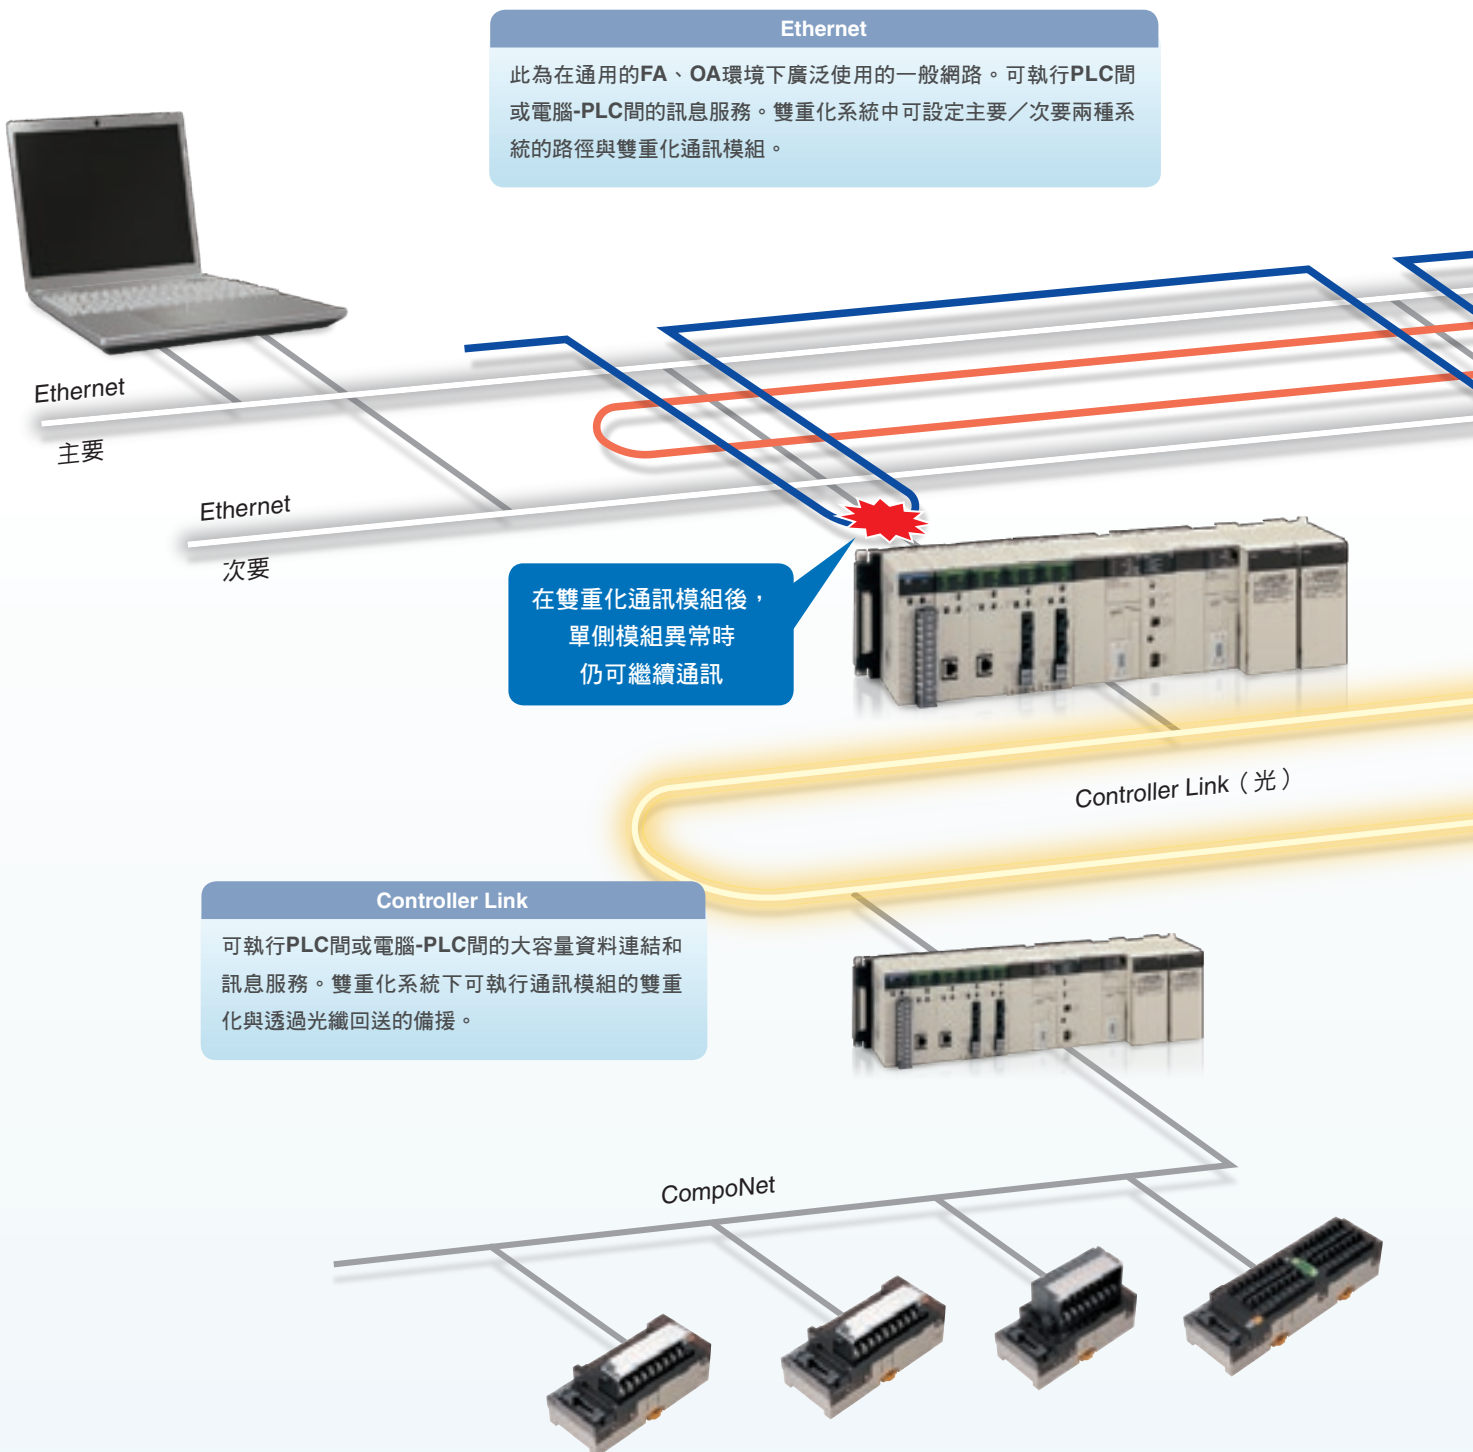 Ethernet
此為在通用的FA、OA環境下廣泛使用的一般網路。可執行PLC間
或電腦-PLC間的訊息服務。雙重化系統中可設定主要／次要兩種系
統的路徑與雙重化通訊模組。
Ethernet
主要
Ethernet
次要
在雙重化通訊模組後，
單側模組異常時
仍可繼續通訊
Controller Link（光）
Controller Link
可執行PLC間或電腦-PLC間的大容量資料連結和
訊息服務。雙重化系統下可執行通訊模組的雙重
化與透過光纖回送的備援。
CompoNet